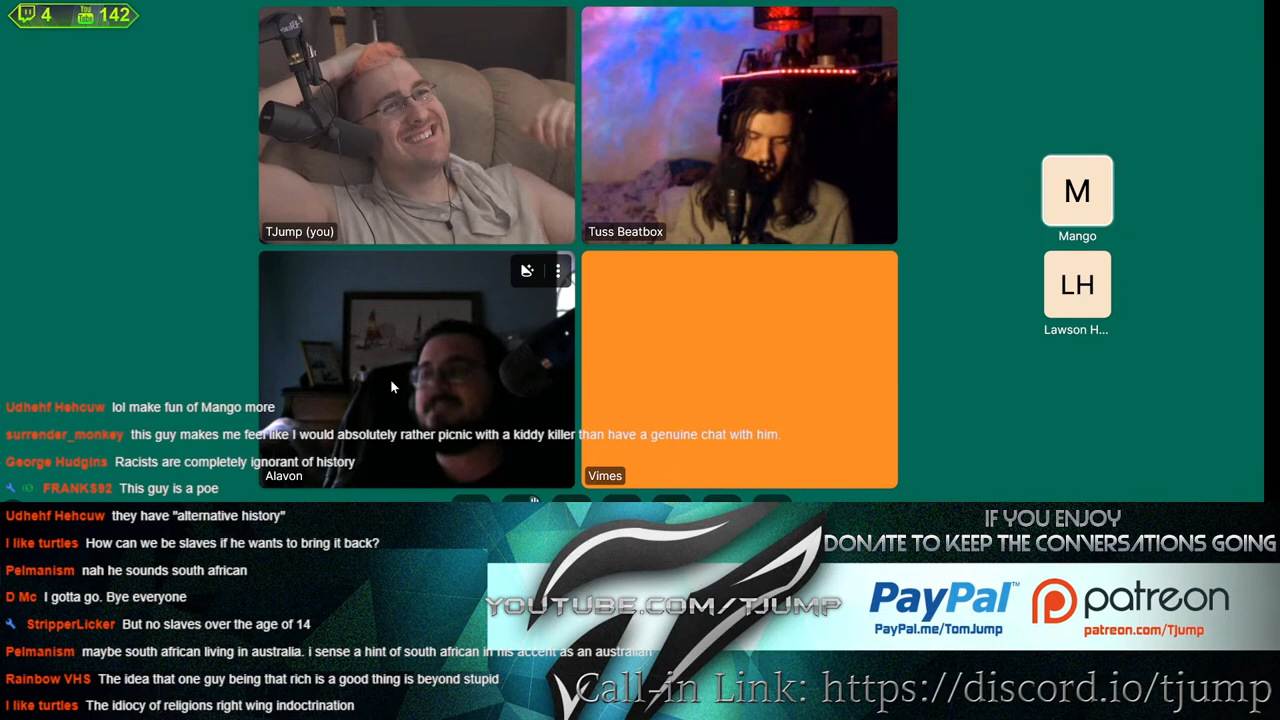 4 You Tube 142
TJump (you)
Tuss Beatbox
M
Mango
LH
Lawson H...
Alavon
Vimes
Udhehf Hehcuw lol make fun of Mango more
surrender_monkey this guy makes me feel like I would absolutely rather picnic with a kiddy killer than have a genuine chat with him.
George Hudgins Racists are completely ignorant of history
FRANKS92 This guy is a poe
Udhehf Hehcuw they have "alternative history"
I like turtles How can we be slaves if he wants to bring it back?
Pelmanism nah he sounds south african
D Mc I gotta go. Bye everyone
StripperLicker But no slaves over the age of 14
Pelmanism maybe south african living in australia. i sense a hint of south african in his accent as an australian
Rainbow VHS The idea that one guy being that rich is a good thing is beyond stupid
I like turtles The idiocy of religions right wing indoctrination
IF YOU ENJOY
DONATE TO KEEP THE CONVERSATIONS GOING
YOUTUBE.COM/TJUMP
PayPal™
PayPal.me/TomJump
patreon
patreon.com/TJump
Call-in Link: https://discord.io/tjump